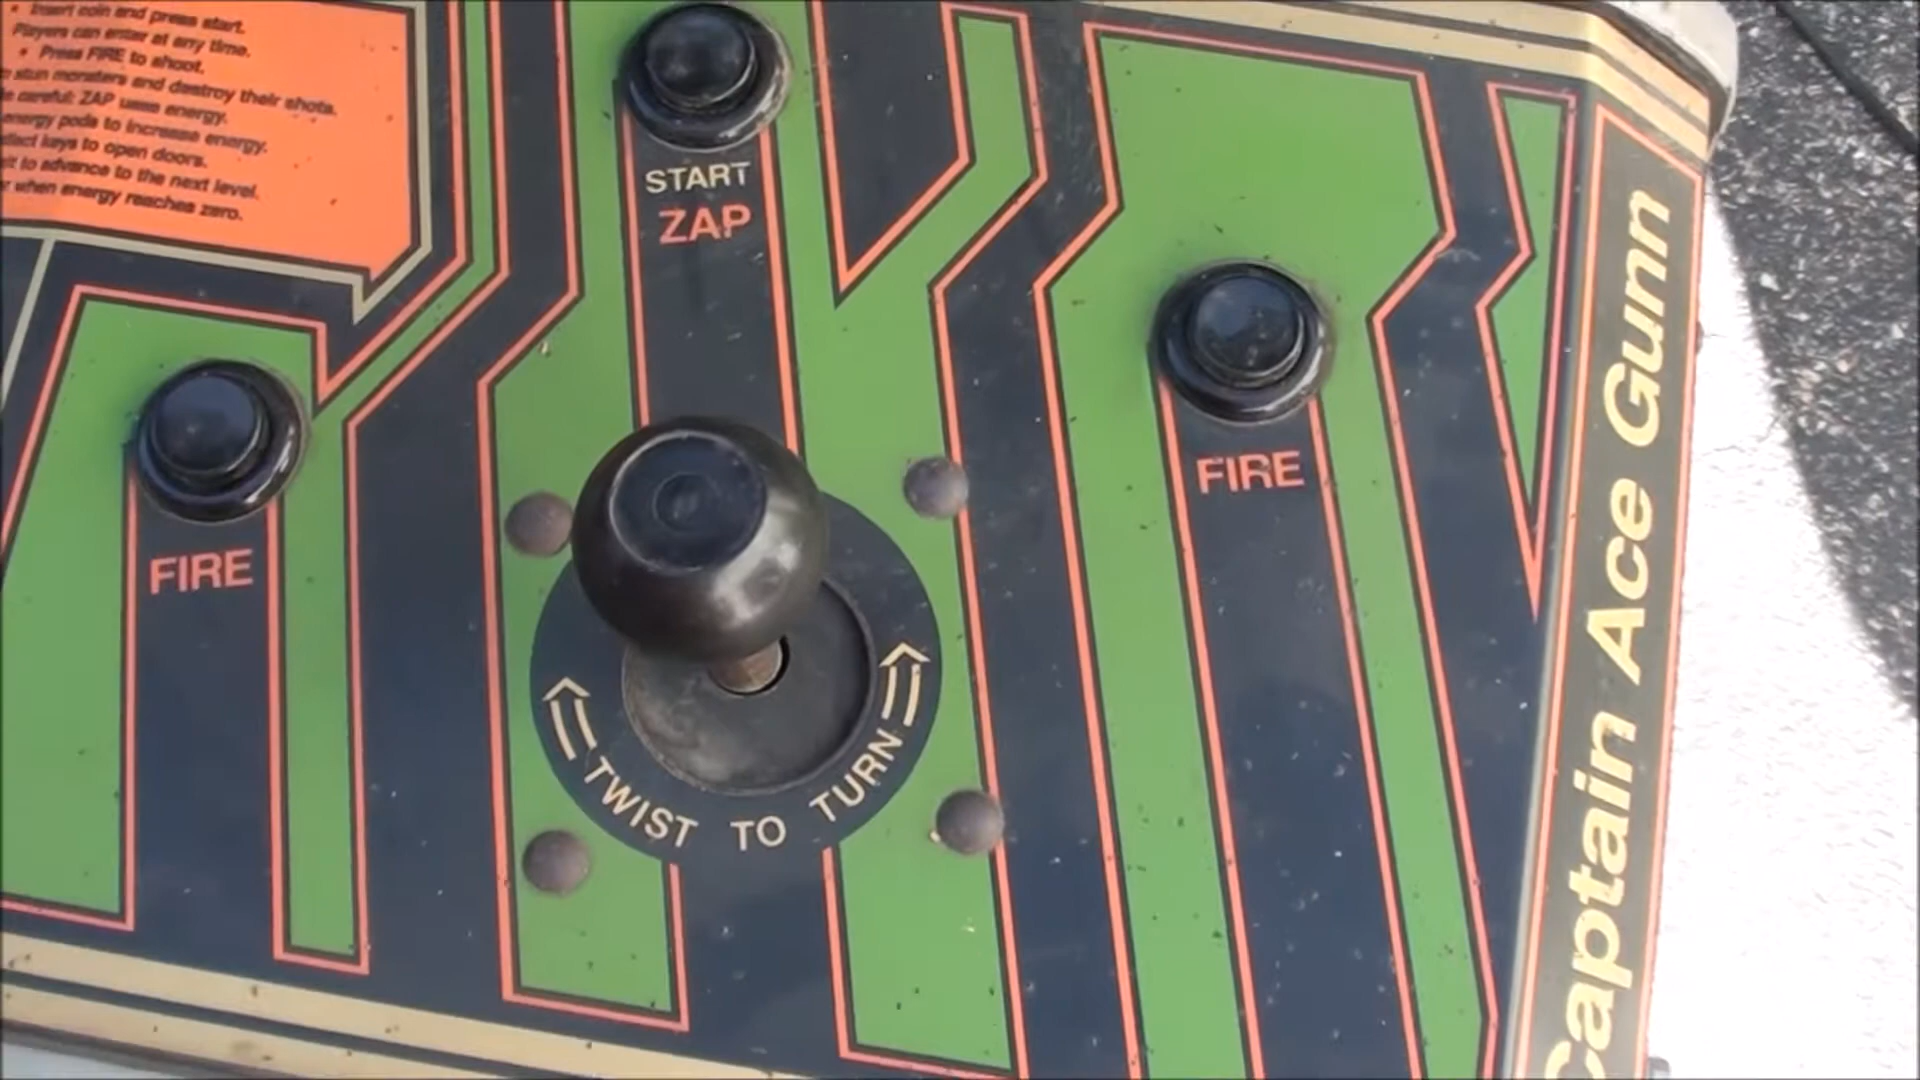 Insert coin and press start.
Players can enter at any time.
• Press FIRE to shoot.
stun monsters and destroy their shots.
careful: ZAP uses energy.
energy pods to increase energy.
keys to open doors.
to advance to the next level.
when energy reaches zero.
START
ZAP
FIRE
FIRE
TWIST TO TURN
Captain Ace Gunn